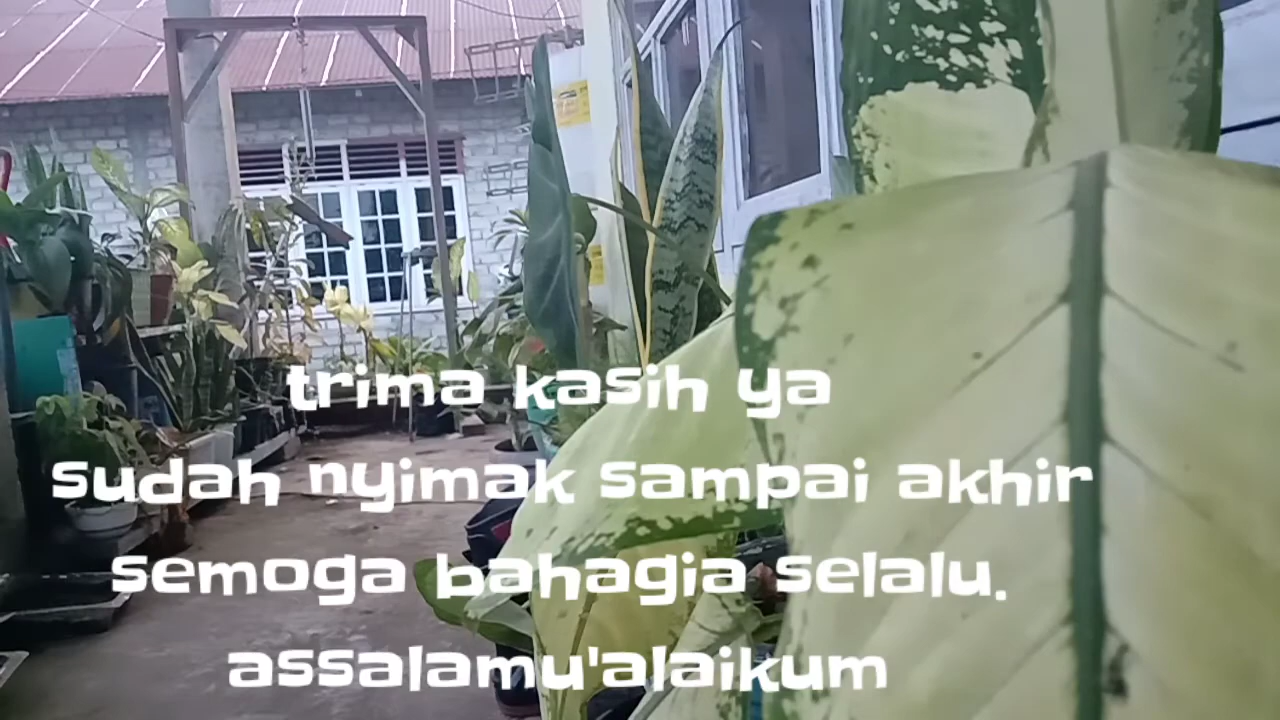 trima kasih ya
sudah nyimak sampai akhir
semoga bahagia selalu.
assalamu'alaikum